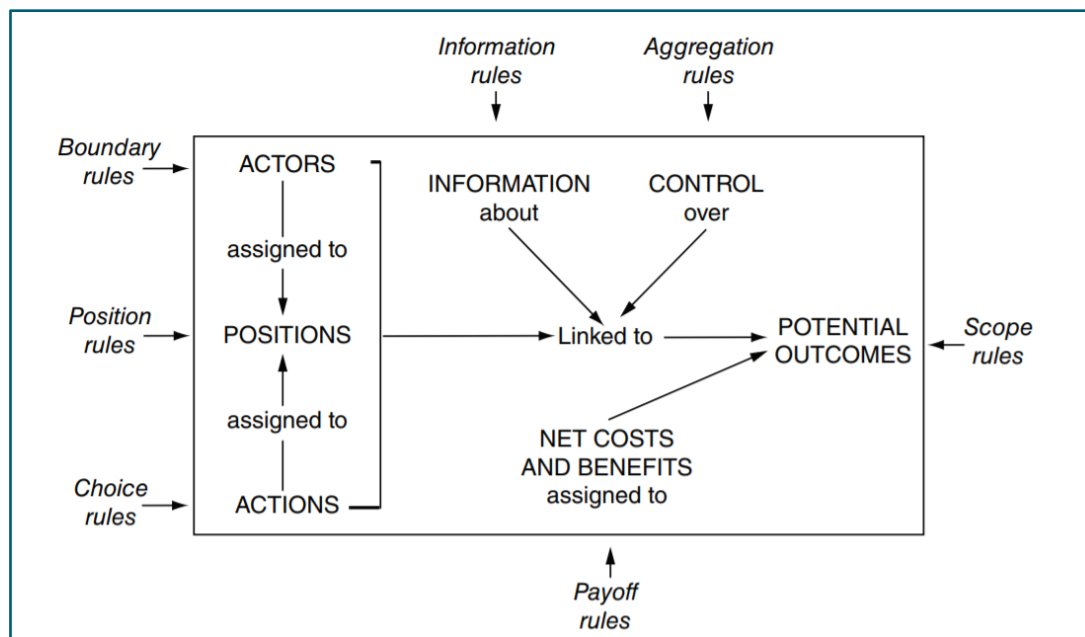 Information
rules
Aggregation
rules
Boundary
rules
ACTORS
INFORMATION
about
CONTROL
over
assigned to
Position
rules
POSITIONS
Linked to
POTENTIAL
OUTCOMES
Scope
rules
assigned to
NET COSTS
AND BENEFITS
assigned to
Choice
rules
ACTIONS
Payoff
rules